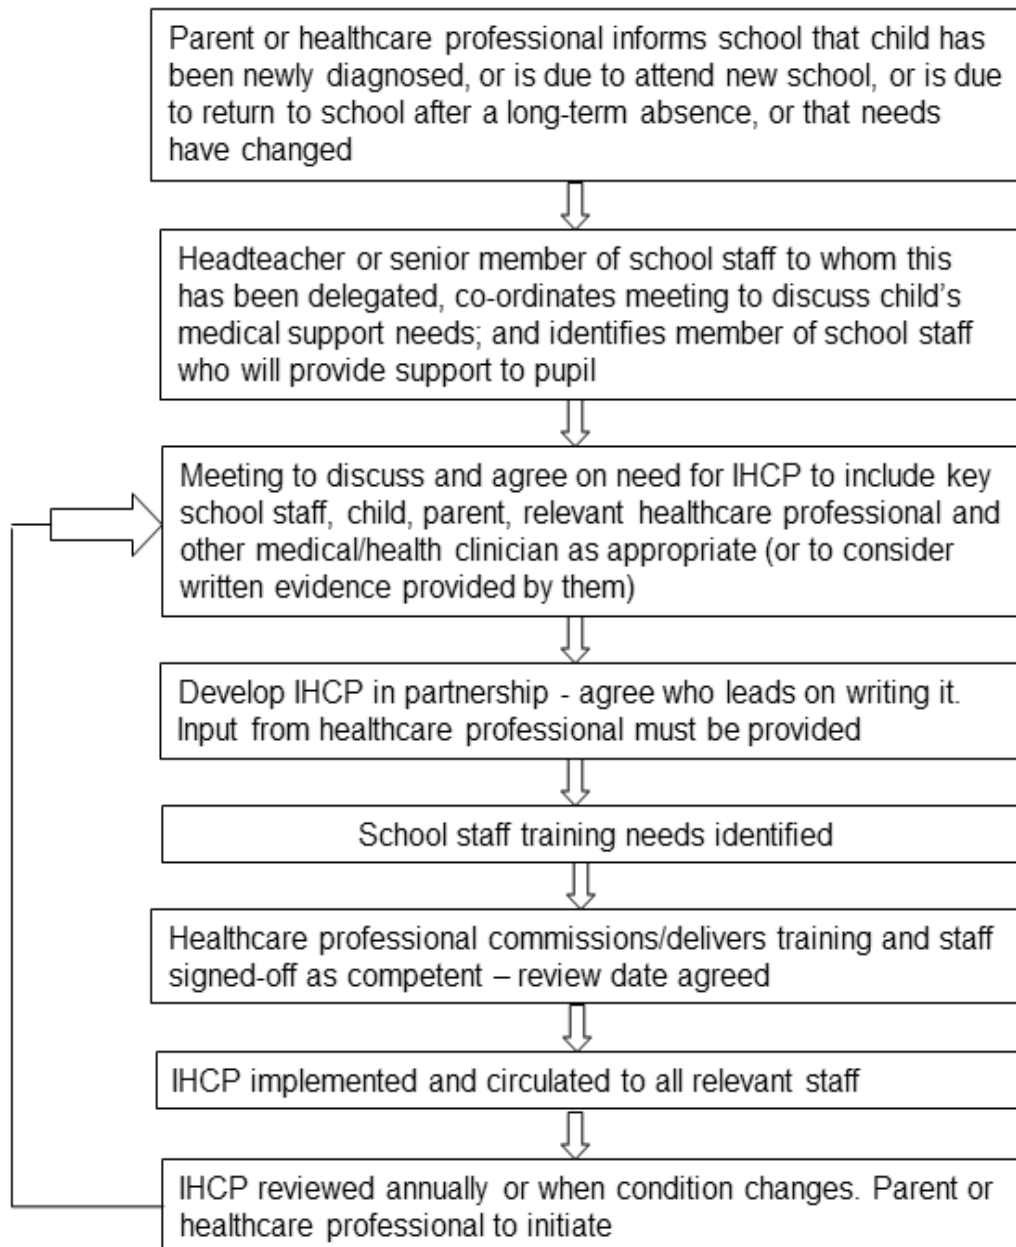 Parent or healthcare professional informs school that child has
been newly diagnosed, or is due to attend new school, or is due
to return to school after a long-term absence, or that needs
have changed
Headteacher or senior member of school staff to whom this
has been delegated, co-ordinates meeting to discuss child's
medical support needs; and identifies member of school staff
who will provide support to pupil
Meeting to discuss and agree on need for IHCP to include key
school staff, child, parent, relevant healthcare professional and
other medical/health clinician as appropriate (or to consider
written evidence provided by them)
Develop IHCP in partnership - agree who leads on writing it.
Input from healthcare professional must be provided
School staff training needs identified
Healthcare professional commissions/delivers training and staff
signed-off as competent – review date agreed
IHCP implemented and circulated to all relevant staff
IHCP reviewed annually or when condition changes. Parent or
healthcare professional to initiate